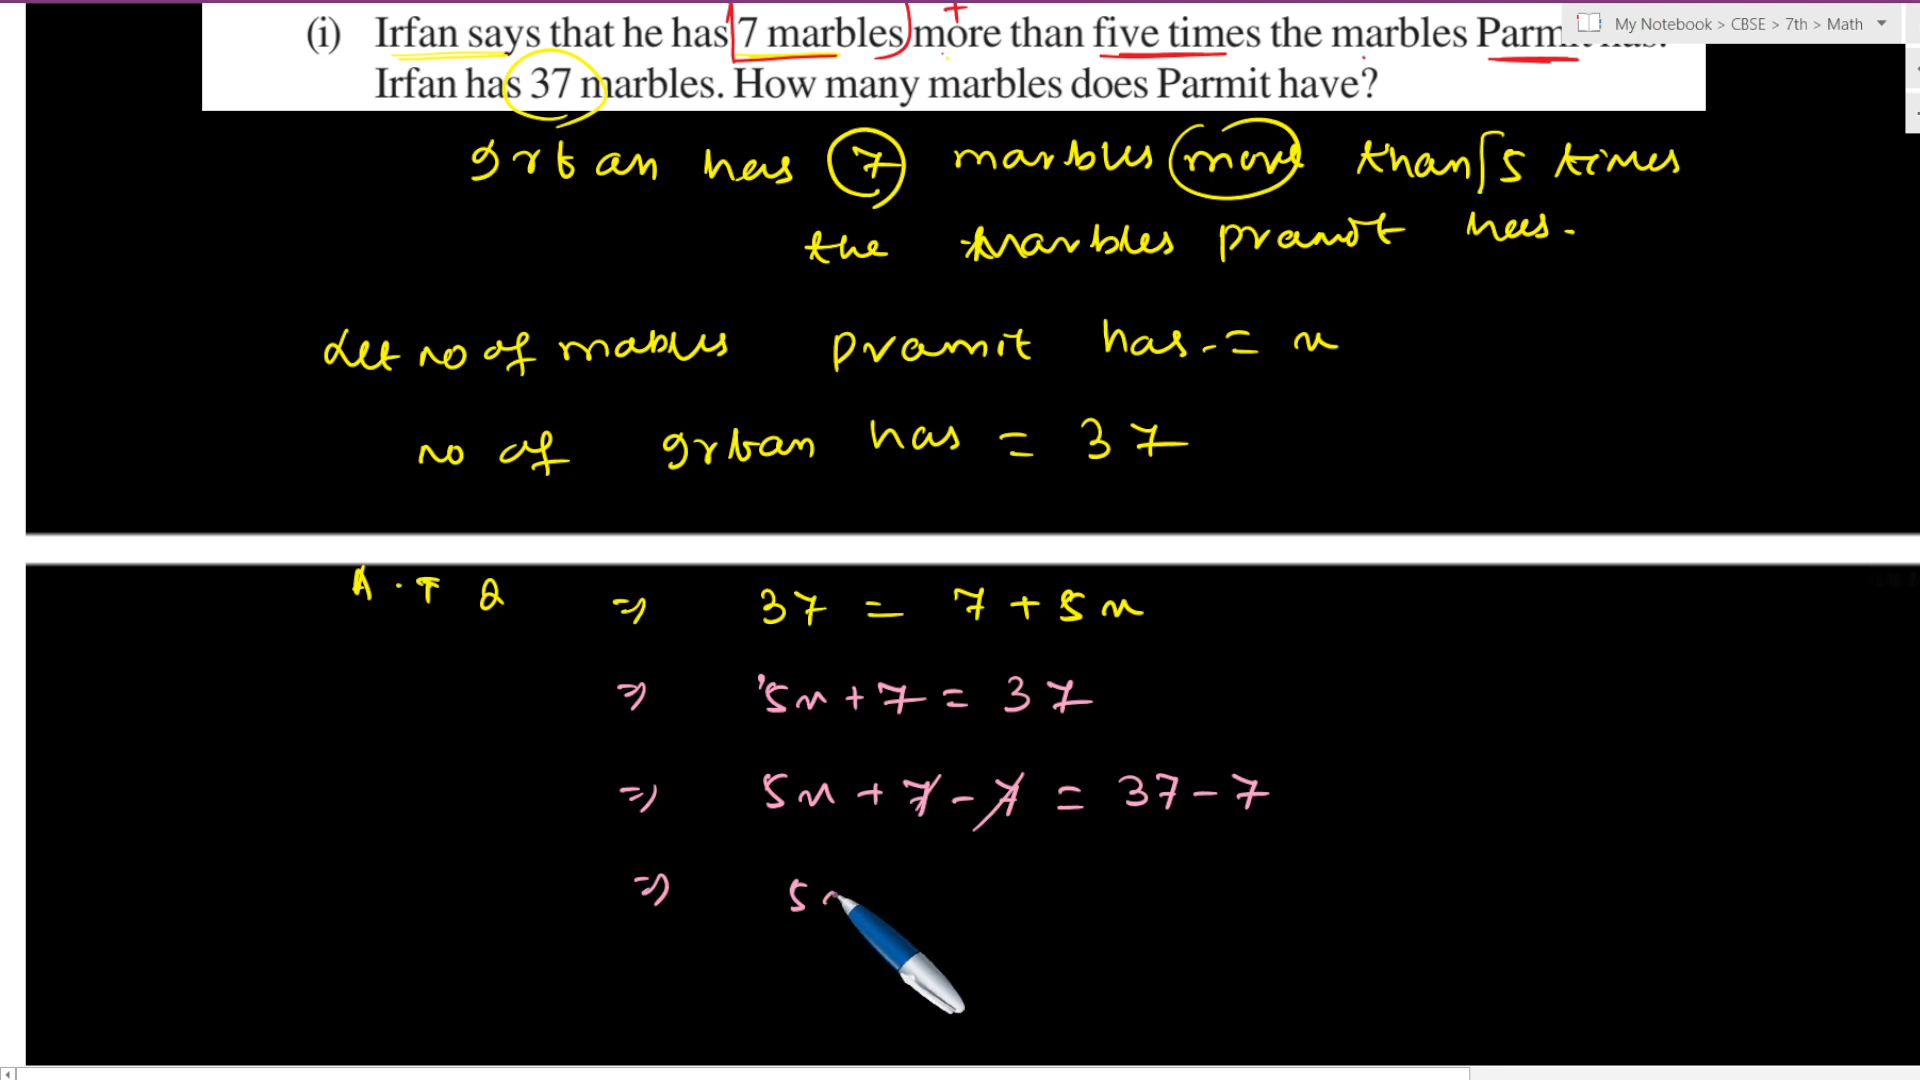 My Notebook > CBSE > 7th > Math
(i) Irfan says that he has 7 marbles more than five times the marbles Parmit has.
+
Irfan has 37 marbles. How many marbles does Parmit have?
Irfan has 7 marbles more than 5 times
the marbles pramit has.
Let no of mables pramit has = x
no of Irfan has = 37
A.T Q ⇒ 37 = 7 + 5x
⇒ 5x + 7 = 37
⇒ 5x + 7 - 7 = 37 - 7
⇒ 5